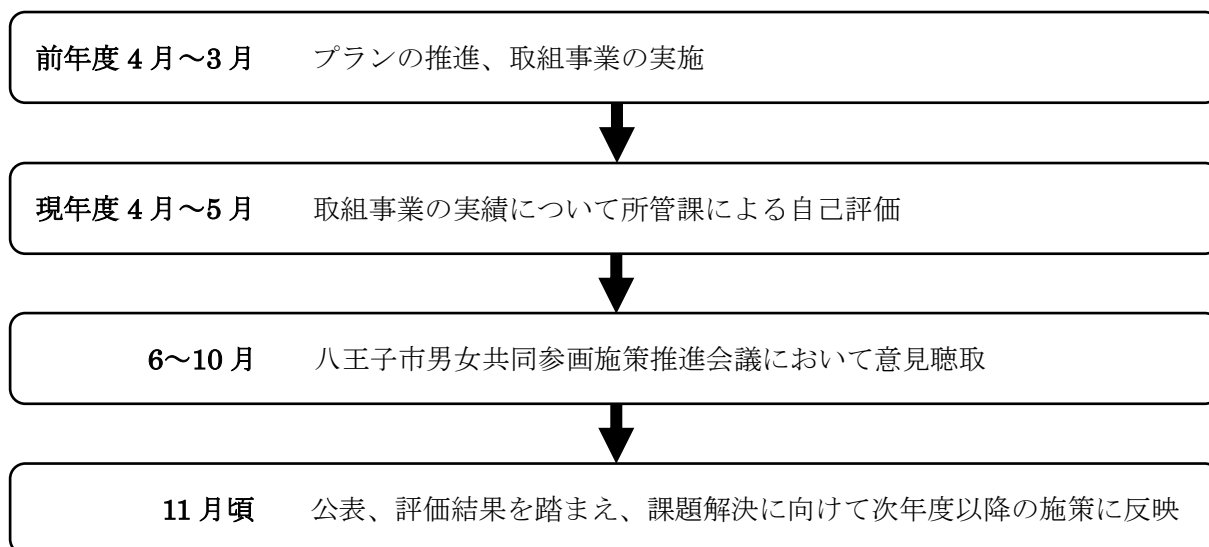 前年度 4 月～3 月　プランの推進、取組事業の実施
現年度 4 月～5 月　取組事業の実績について所管課による自己評価
6～10 月　八王子市男女共同参画施策推進会議において意見聴取
11 月頃　公表、評価結果を踏まえ、課題解決に向けて次年度以降の施策に反映